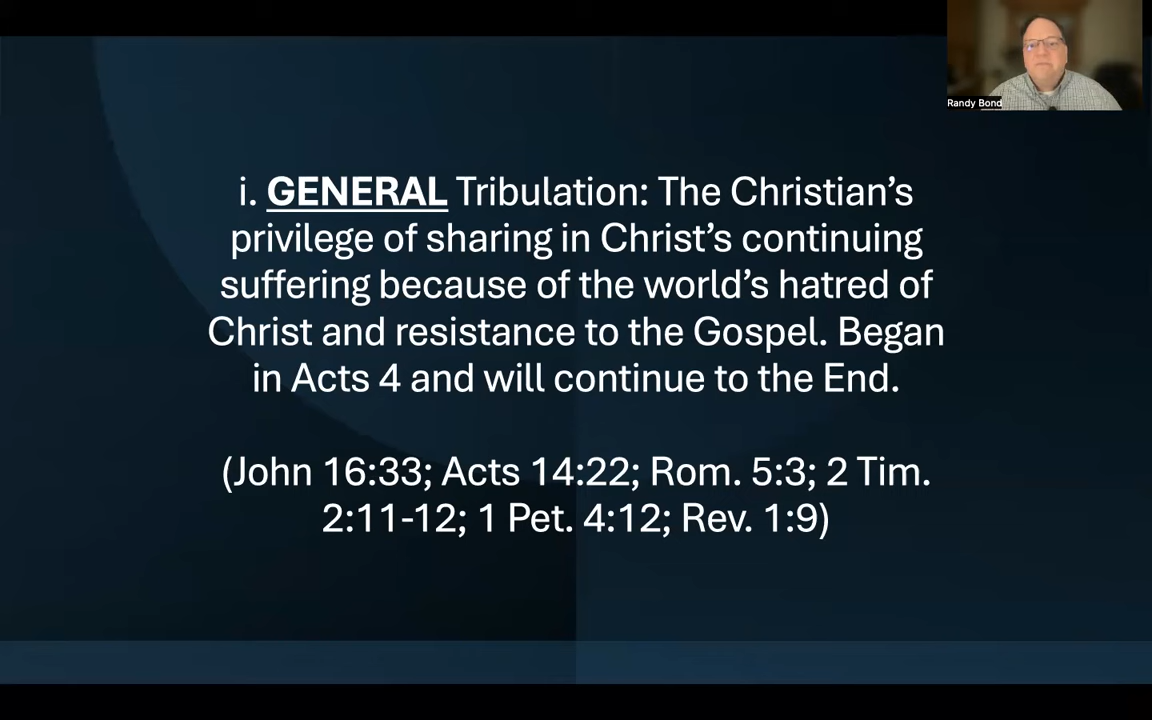 Randy Bond
i. GENERAL Tribulation: The Christian’s
privilege of sharing in Christ’s continuing
suffering because of the world’s hatred of
Christ and resistance to the Gospel. Began
in Acts 4 and will continue to the End.
(John 16:33; Acts 14:22; Rom. 5:3; 2 Tim.
2:11-12; 1 Pet. 4:12; Rev. 1:9)